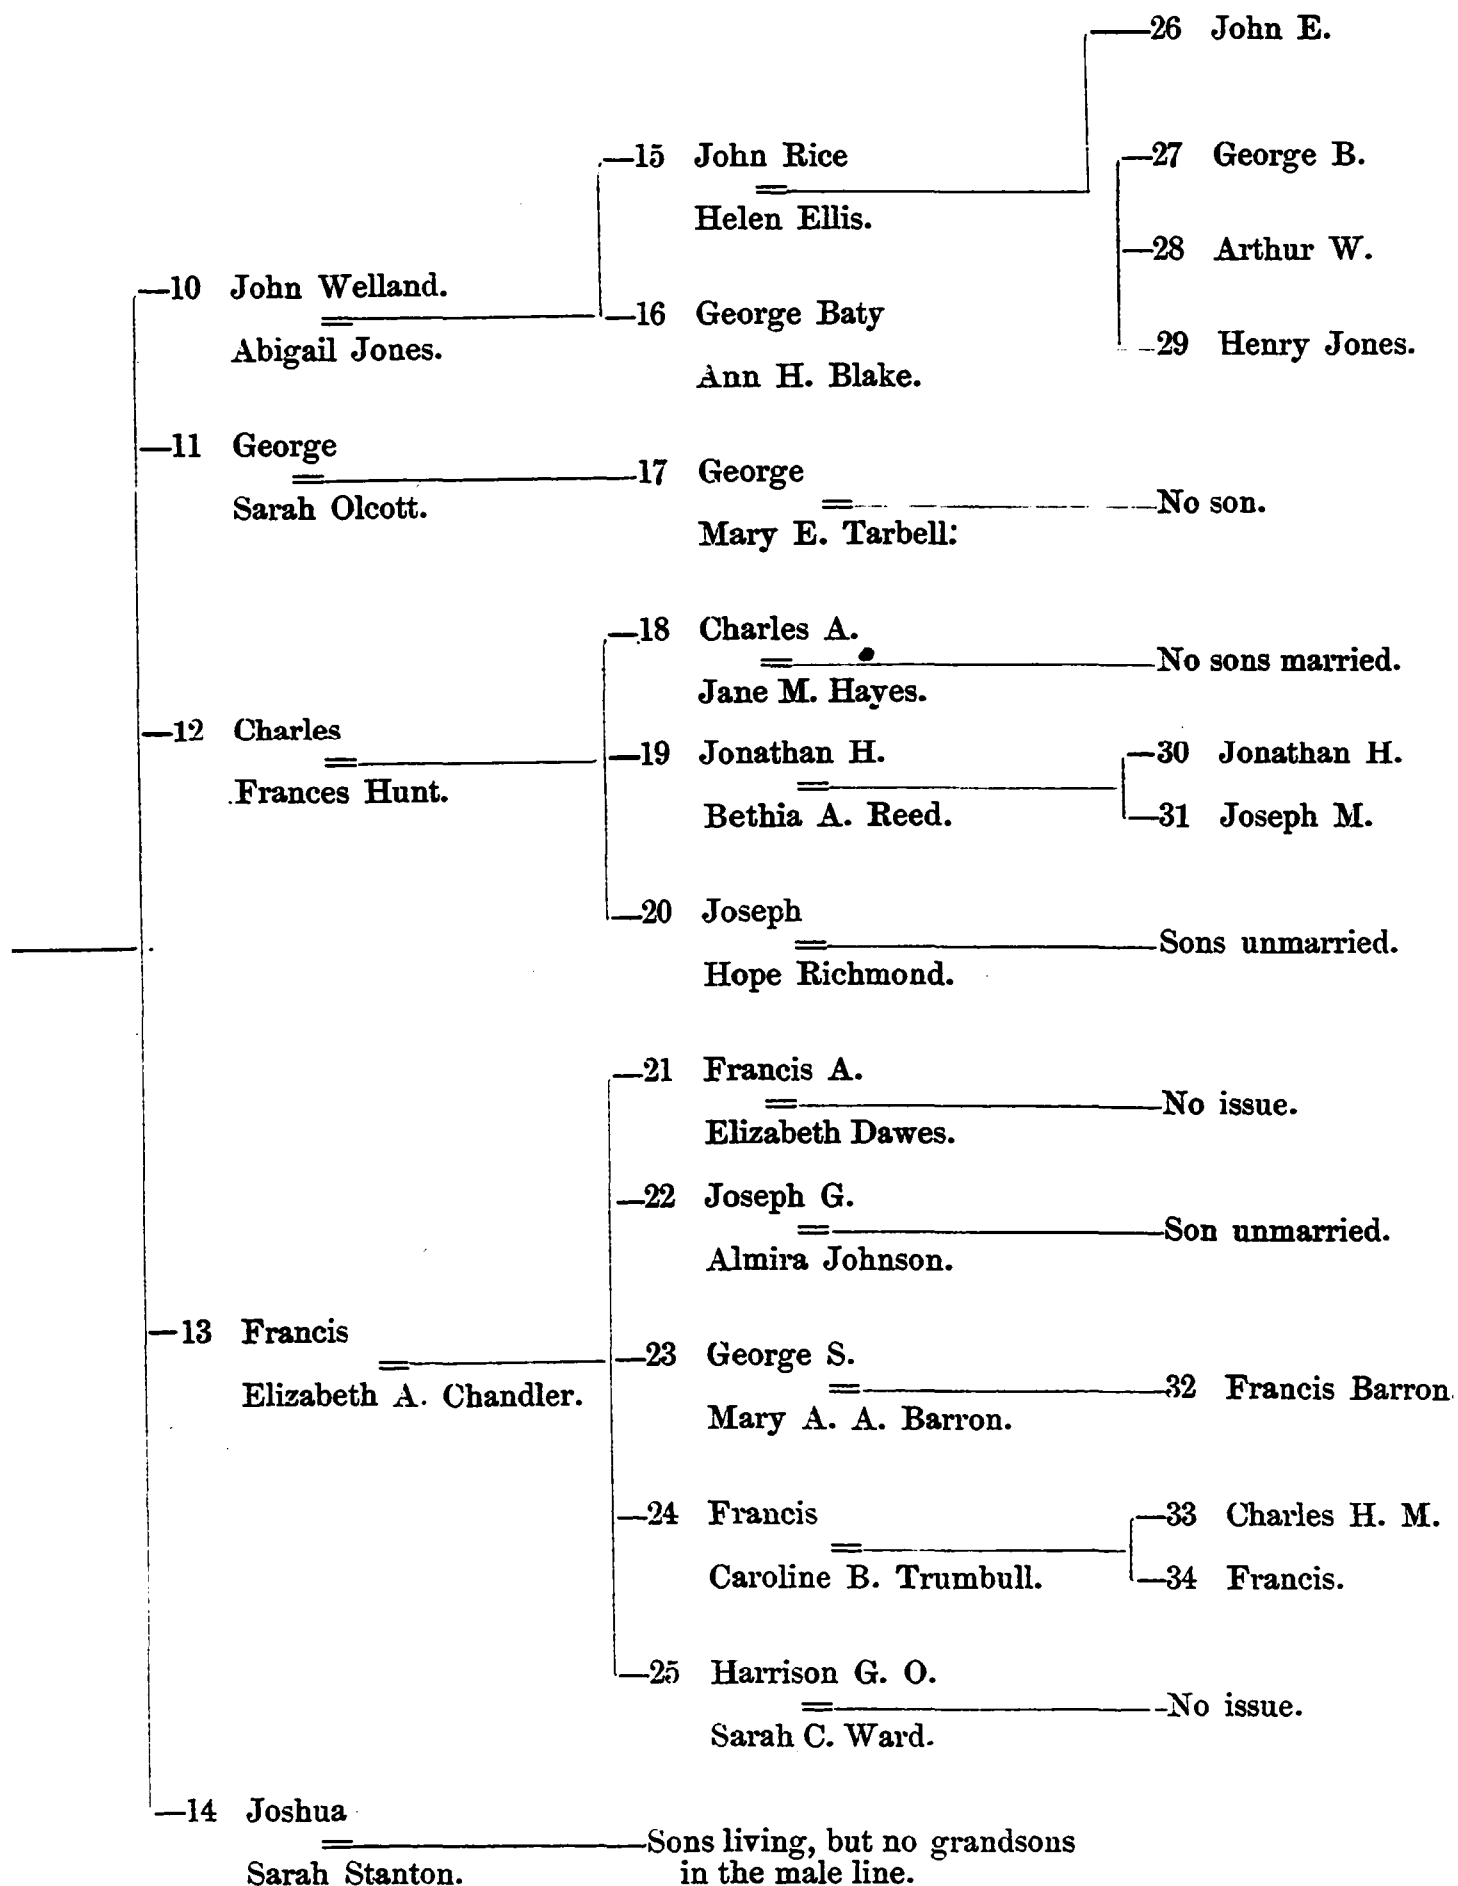 26 John E.
15 John Rice
27 George B.
Helen Ellis.
28 Arthur W.
10 John Welland.
16 George Baty
29 Henry Jones.
Abigail Jones.
Ann H. Blake.
11 George
17 George
Sarah Olcott.
No son.
Mary E. Tarbell:
18 Charles A.
No sons married.
Jane M. Hayes.
12 Charles
19 Jonathan H.
30 Jonathan H.
Frances Hunt.
Bethia A. Reed.
31 Joseph M.
20 Joseph
Sons unmarried.
Hope Richmond.
21 Francis A.
No issue.
Elizabeth Dawes.
22 Joseph G.
Son unmarried.
Almira Johnson.
13 Francis
23 George S.
Elizabeth A. Chandler.
32 Francis Barron.
Mary A. A. Barron.
24 Francis
33 Charles H. M.
Caroline B. Trumbull.
34 Francis.
25 Harrison G. O.
No issue.
Sarah C. Ward.
14 Joshua
Sons living, but no grandsons
Sarah Stanton.
in the male line.